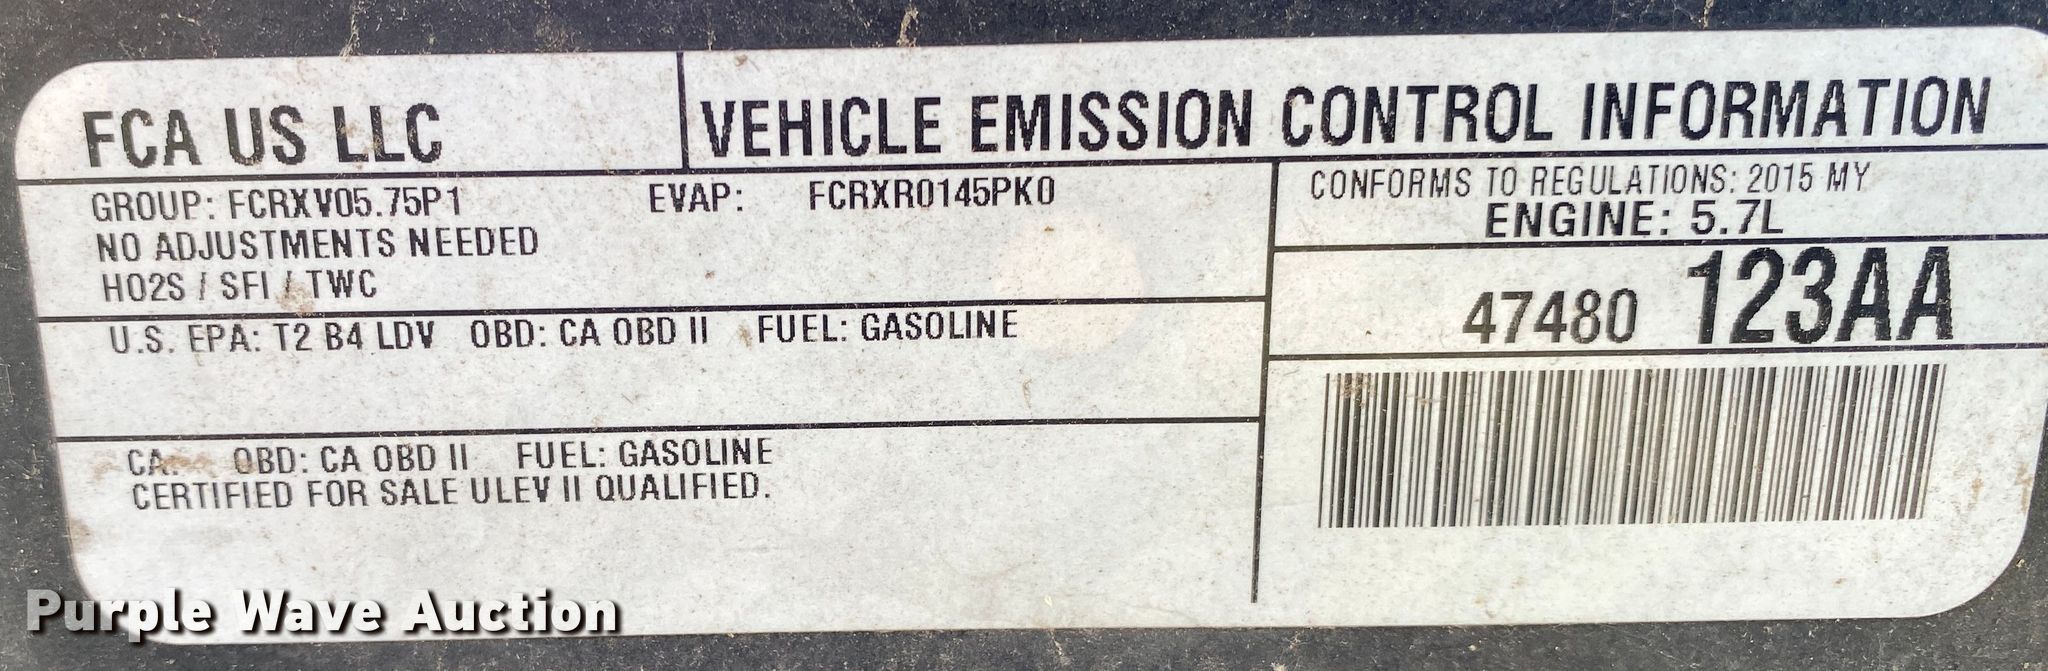 FCA US LLC
VEHICLE EMISSION CONTROL INFORMATION
GROUP: FCRXV05.75P1 EVAP: FCRXR0145PK0
NO ADJUSTMENTS NEEDED
HO2S / SFI / TWC
CONFORMS TO REGULATIONS: 2015 MY
ENGINE: 5.7L
47480 123AA
U.S. EPA: T2 B4 LDV OBD: CA OBD II FUEL: GASOLINE
CA. OBD: CA OBD II FUEL: GASOLINE
CERTIFIED FOR SALE ULEV II QUALIFIED.
Purple Wave Auction